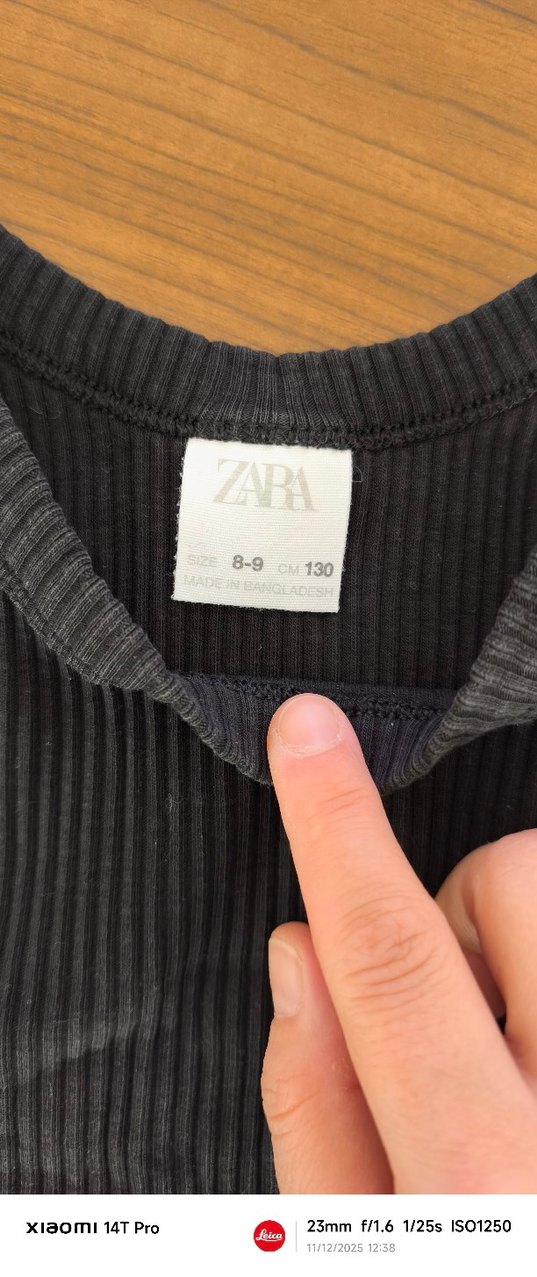 ZARA
SIZE 8-9 CM 130
MADE IN BANGLADESH
XIAOMI 14T Pro
Leica
23mm f/1.6 1/25s ISO1250
11/12/2025 12:38